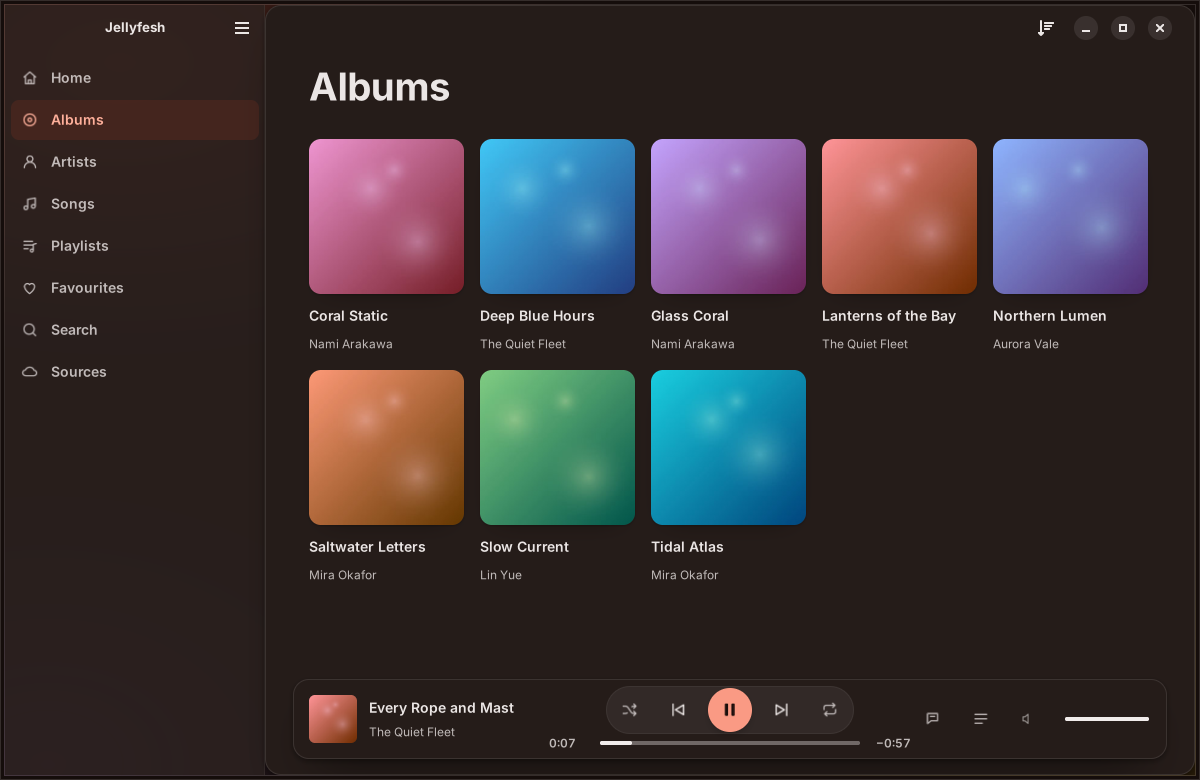 Jellyfesh
Home
Albums
Artists
Songs
Playlists
Favourites
Search
Sources
Albums
Coral Static
Nami Arakawa
Deep Blue Hours
The Quiet Fleet
Glass Coral
Nami Arakawa
Lanterns of the Bay
The Quiet Fleet
Northern Lumen
Aurora Vale
Saltwater Letters
Mira Okafor
Slow Current
Lin Yue
Tidal Atlas
Mira Okafor
Every Rope and Mast
The Quiet Fleet
0:07
−0:57